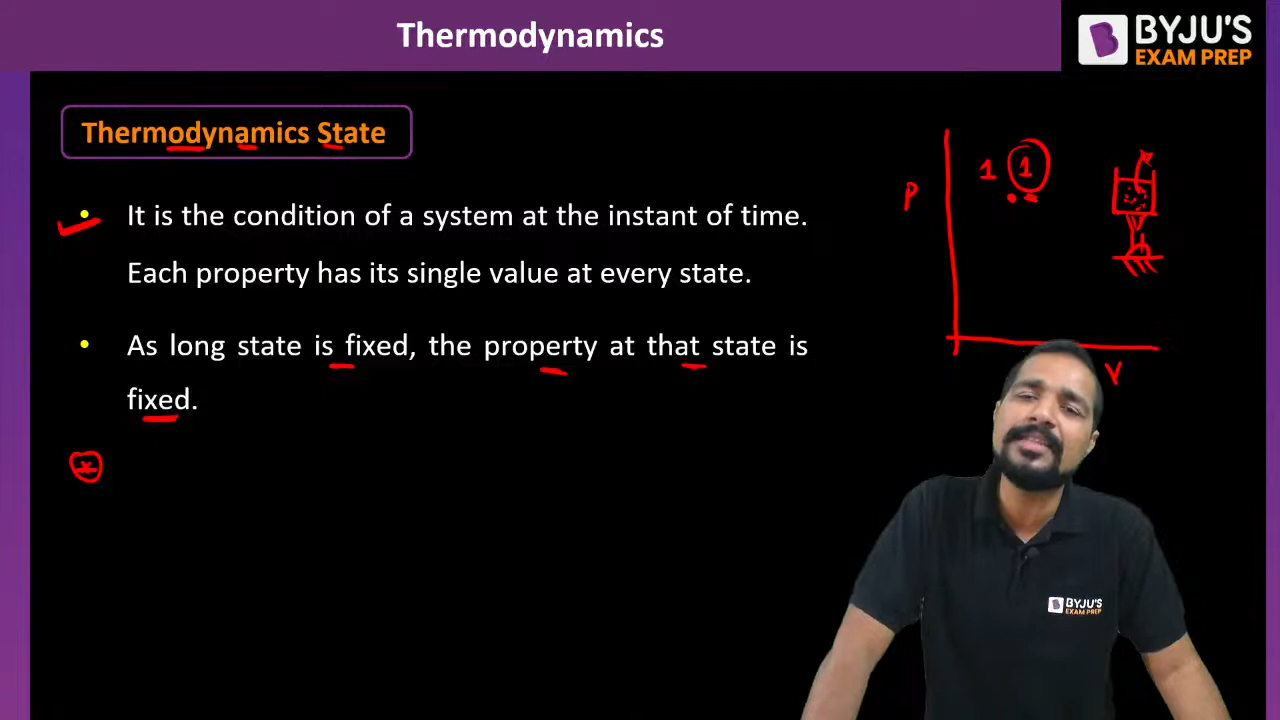 Thermodynamics
BYJU'S
EXAM PREP
Thermodynamics State
1 1
P
• It is the condition of a system at the instant of time.
Each property has its single value at every state.
• As long state is fixed, the property at that state is
fixed.
V
*
BYJU'S
EXAM PREP